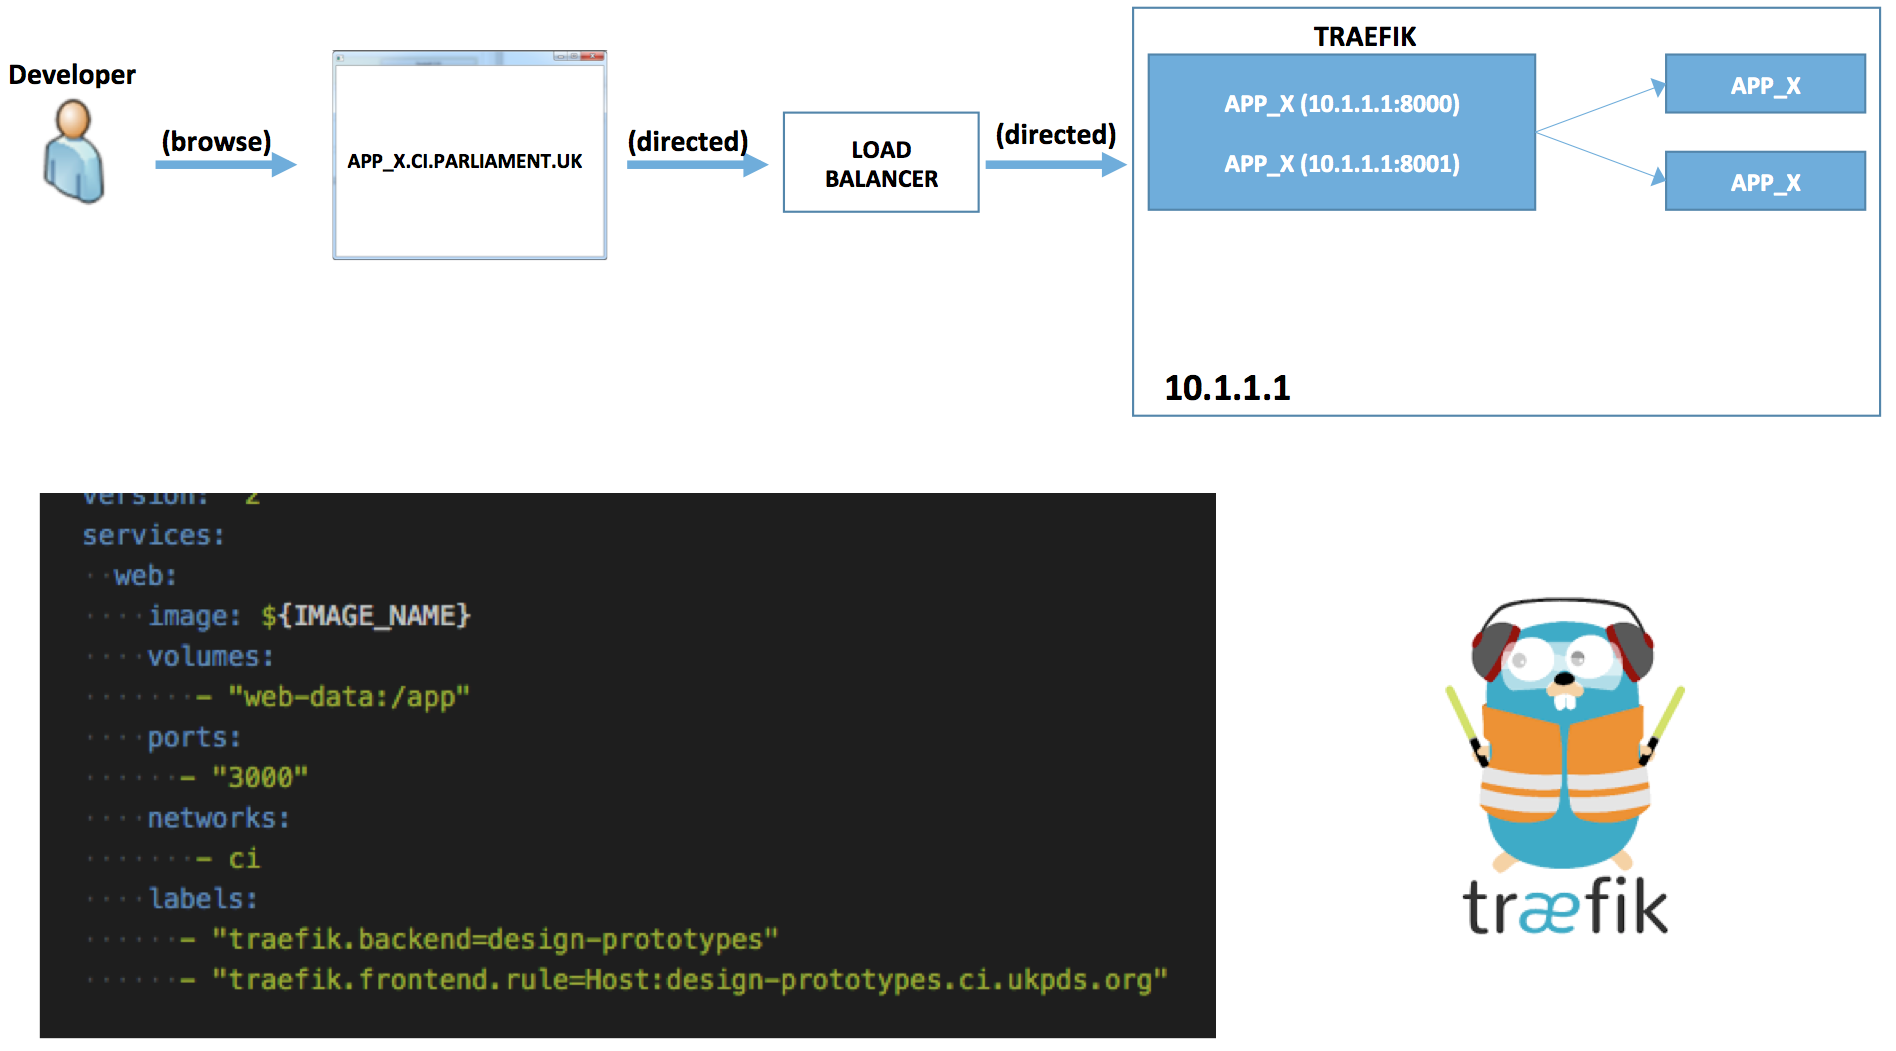 Developer
(browse)
APP_X.CI.PARLIAMENT.UK
(directed)
LOAD
BALANCER
(directed)
TRAEFIK
APP_X (10.1.1.1:8000)
APP_X (10.1.1.1:8001)
APP_X
APP_X
10.1.1.1
version: "2
services:
web:
image: ${IMAGE_NAME}
volumes:
- "web-data:/app"
ports:
- "3000"
networks:
- ci
labels:
- "traefik.backend=design-prototypes"
- "traefik.frontend.rule=Host:design-prototypes.ci.ukpds.org"
træfik